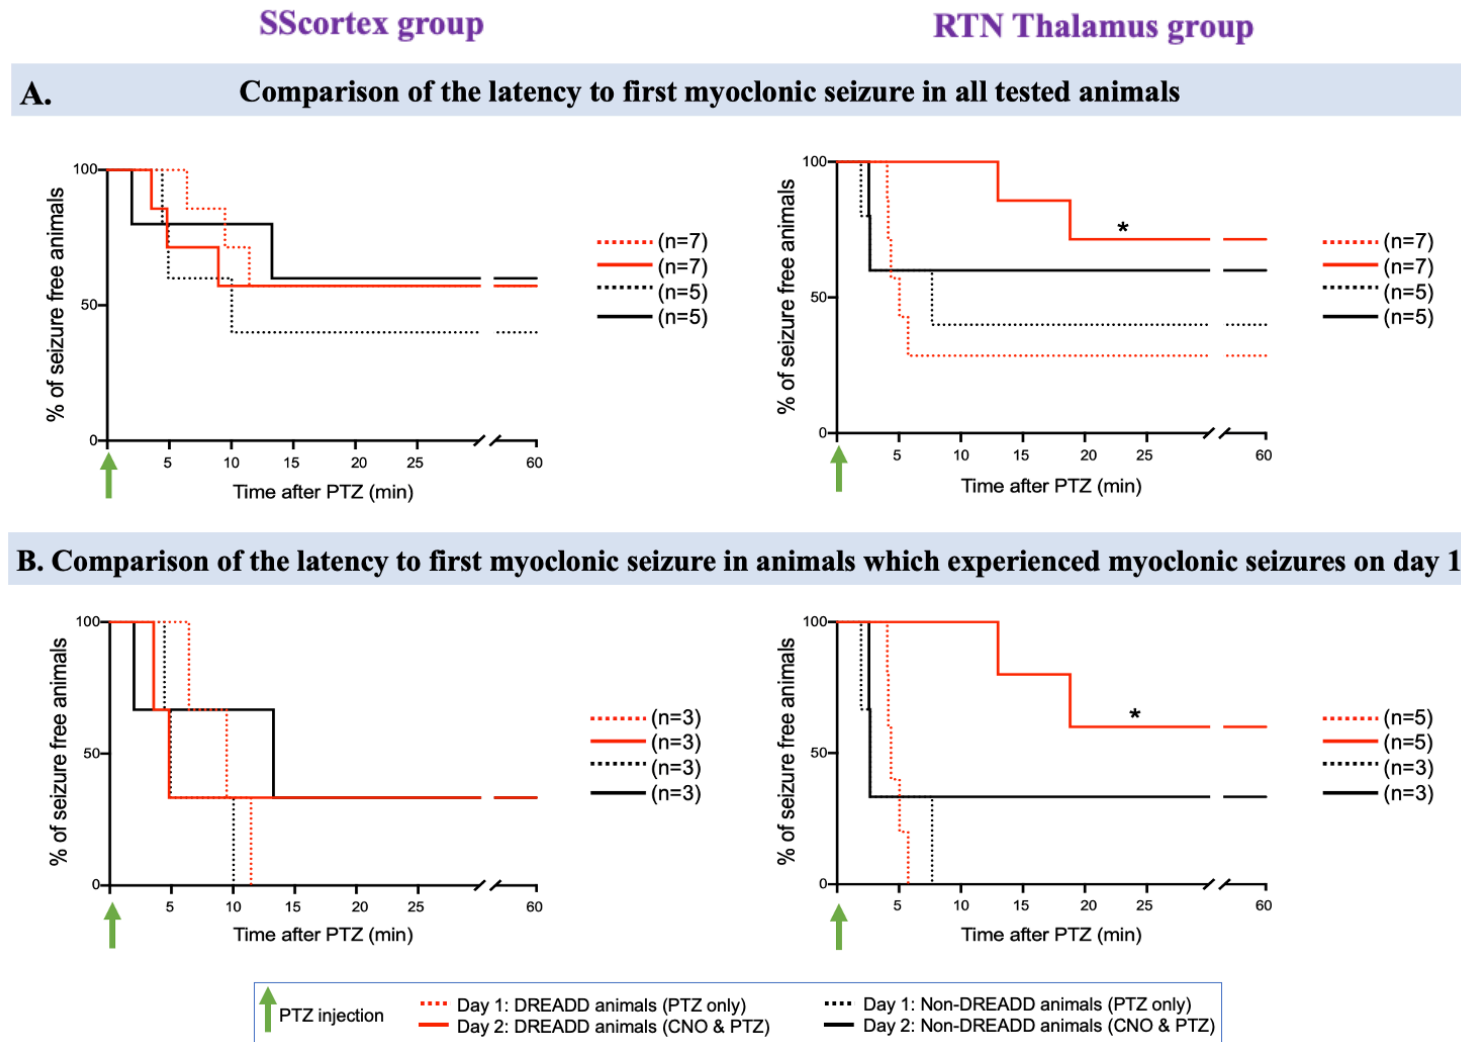 SScortex group
RTN Thalamus group
A. Comparison of the latency to first myoclonic seizure in all tested animals
% of seizure free animals
100
50
0
5 10 15 20 25 60
Time after PTZ (min)
(n=7)
(n=7)
(n=5)
(n=5)
% of seizure free animals
100
50
0
5 10 15 20 25 60
Time after PTZ (min)
*
(n=7)
(n=7)
(n=5)
(n=5)
B. Comparison of the latency to first myoclonic seizure in animals which experienced myoclonic seizures on day 1
% of seizure free animals
100
50
0
5 10 15 20 25 60
Time after PTZ (min)
(n=3)
(n=3)
(n=3)
(n=3)
% of seizure free animals
100
50
0
5 10 15 20 25 60
Time after PTZ (min)
*
(n=5)
(n=5)
(n=3)
(n=3)
PTZ injection
Day 1: DREADD animals (PTZ only)
Day 2: DREADD animals (CNO & PTZ)
Day 1: Non-DREADD animals (PTZ only)
Day 2: Non-DREADD animals (CNO & PTZ)